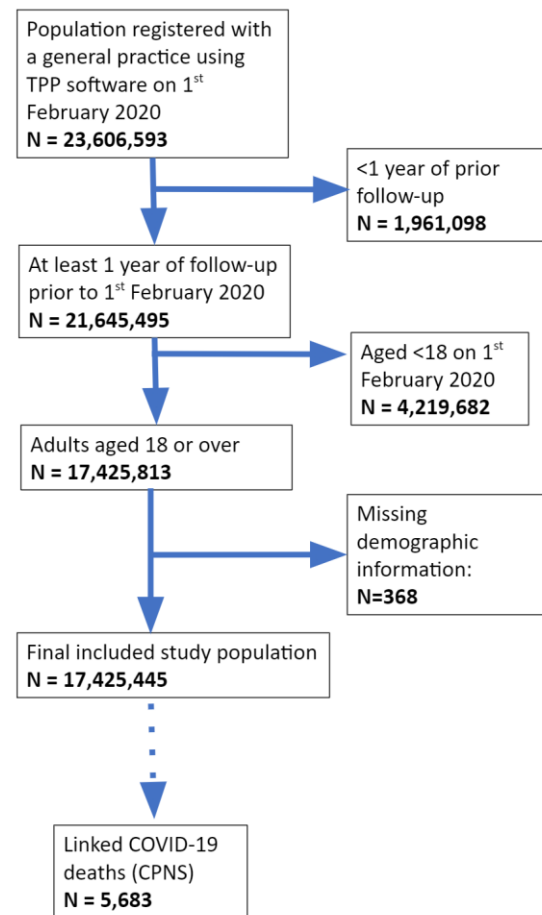 Population registered with
a general practice using
TPP software on 1st
February 2020
N = 23,606,593
<1 year of prior
follow-up
N = 1,961,098
At least 1 year of follow-up
prior to 1st February 2020
N = 21,645,495
Aged <18 on 1st
February 2020
N = 4,219,682
Adults aged 18 or over
N = 17,425,813
Missing
demographic
information:
N=368
Final included study population
N = 17,425,445
Linked COVID-19
deaths (CPNS)
N = 5,683